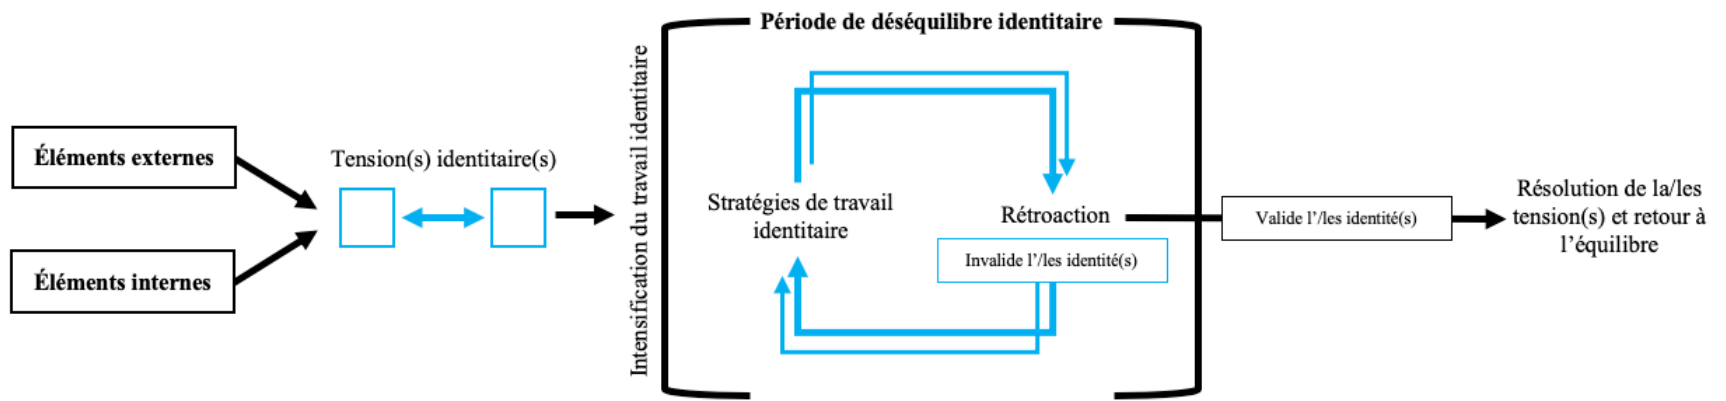 Période de déséquilibre identitaire
Éléments externes
Éléments internes
Tension(s) identitaire(s)
Intensification du travail identitaire
Stratégies de travail
identitaire
Rétroaction
Invalide l’/les identité(s)
Valide l’/les identité(s)
Résolution de la/les
tension(s) et retour à
l’équilibre